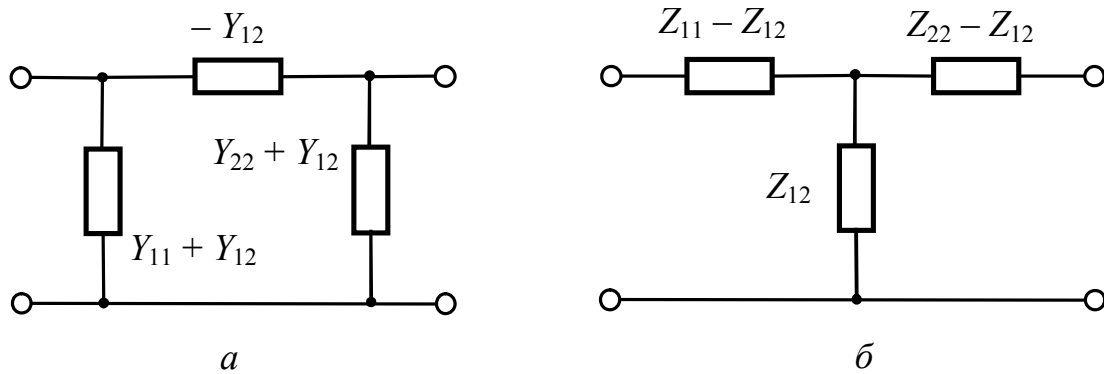 – Y12
Z11 – Z12
Z22 – Z12
Y22 + Y12
Z12
Y11 + Y12
а
б